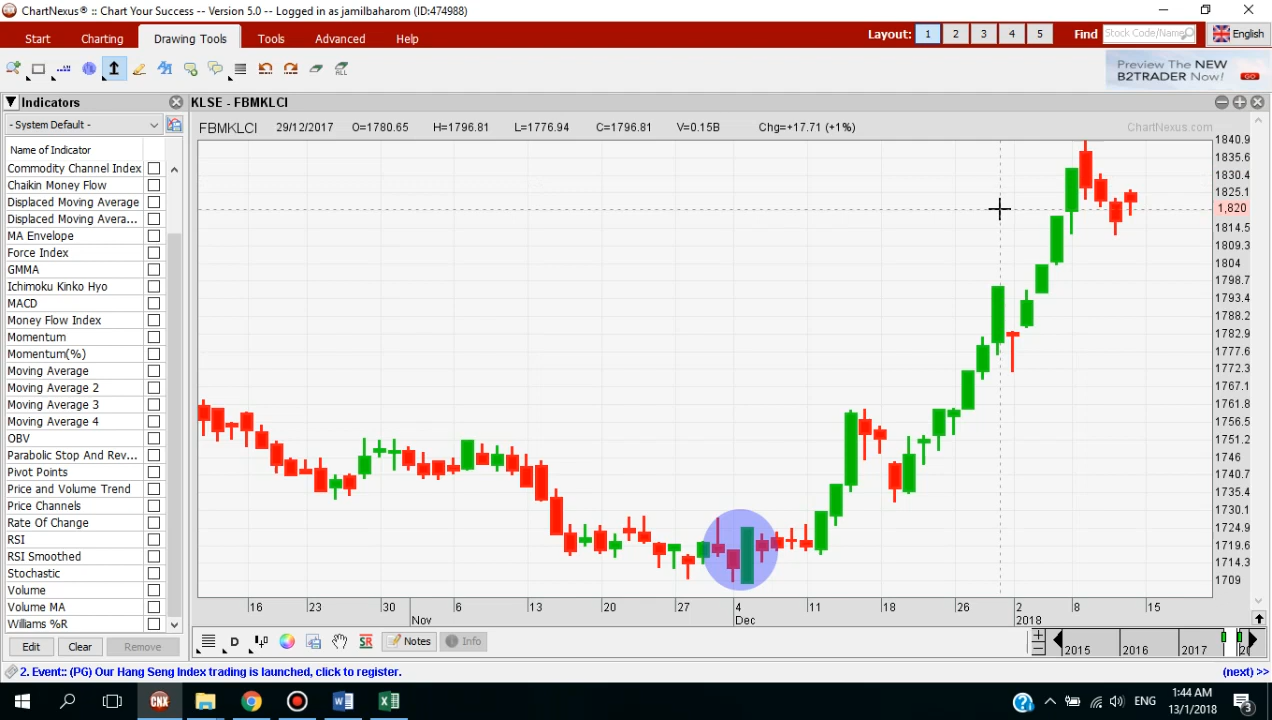 ChartNexus® :: Chart Your Success -- Version 5.0 -- Logged in as jamilbaharom (ID:474988)
Start Charting Drawing Tools Tools Advanced Help Layout: 1 2 3 4 5 Find Stock Code/Name English
ALL
Preview The NEW
B2TRADER Now!
GO
Indicators
KLSE - FBMKLCI
- System Default -
FBMKLCI 29/12/2017 O=1780.65 H=1796.81 L=1776.94 C=1796.81 V=0.15B Chg=+17.71 (+1%) ChartNexus.com
Name of Indicator
Commodity Channel Index
Chaikin Money Flow
Displaced Moving Average
Displaced Moving Avera...
MA Envelope
Force Index
GMMA
Ichimoku Kinko Hyo
MACD
Money Flow Index
Momentum
Momentum(%)
Moving Average
Moving Average 2
Moving Average 3
Moving Average 4
OBV
Parabolic Stop And Rev...
Pivot Points
Price and Volume Trend
Price Channels
Rate Of Change
RSI
RSI Smoothed
Stochastic
Volume
Volume MA
Williams %R
1840.9
1835.6
1830.4
1825.1
1,820
1814.5
1809.3
1804
1798.7
1793.4
1788.2
1782.9
1777.6
1772.3
1767.1
1761.8
1756.5
1751.2
1746
1740.7
1735.4
1730.1
1724.9
1719.6
1714.3
1709
16 23 30 6 13 20 27 4 11 18 26 2 8 15
Nov Dec 2018
Edit Clear Remove
D SR Notes Info
2015 2016 2017
2. Event:: (PG) Our Hang Seng Index trading is launched, click to register. (next) >>
CNX
ENG
1:44 AM
13/1/2018
3